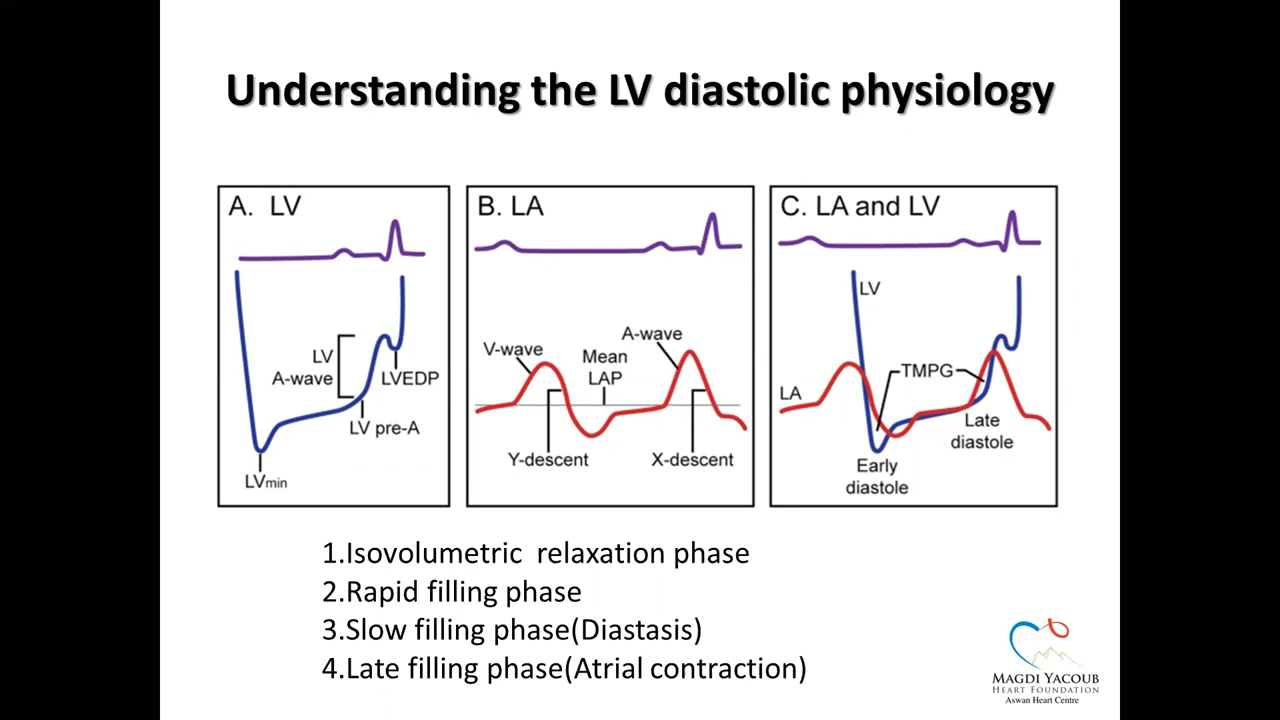 Understanding the LV diastolic physiology
A. LV
LV
A-wave
LVEDP
LV pre-A
LVmin
B. LA
V-wave
Mean
LAP
A-wave
Y-descent
X-descent
C. LA and LV
LV
TMPG
LA
Late
diastole
Early
diastole
1.Isovolumetric  relaxation phase
2.Rapid filling phase
3.Slow filling phase(Diastasis)
4.Late filling phase(Atrial contraction)
MAGDI YACOUB
HEART FOUNDATION
Aswan Heart Centre